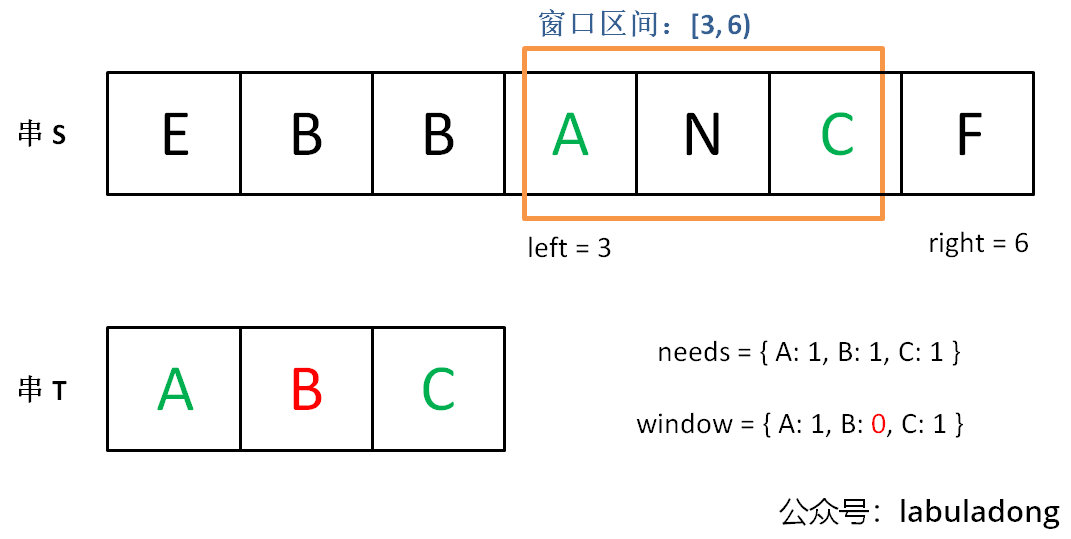 窗口区间：[3, 6)
串 S E B B A N C F
left = 3 right = 6
串 T A B C
needs = { A: 1, B: 1, C: 1 }
window = { A: 1, B: 0, C: 1 }
公众号：labuladong